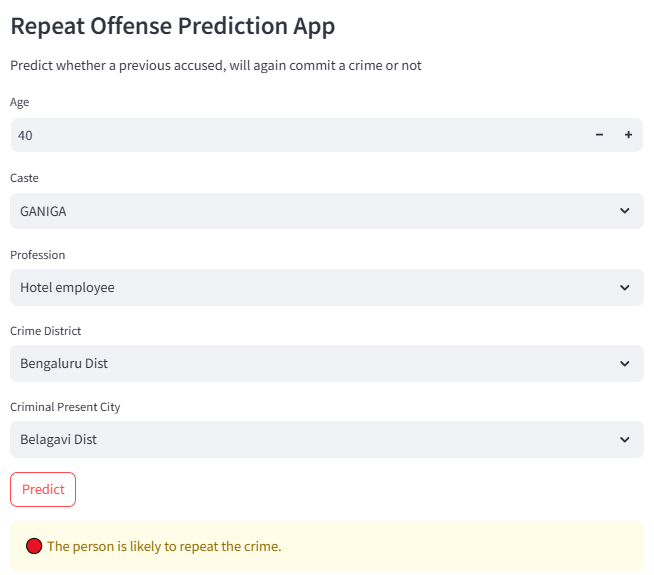 Repeat Offense Prediction App
Predict whether a previous accused, will again commit a crime or not
Age
40
Caste
GANIGA
Profession
Hotel employee
Crime District
Bengaluru Dist
Criminal Present City
Belagavi Dist
Predict
The person is likely to repeat the crime.